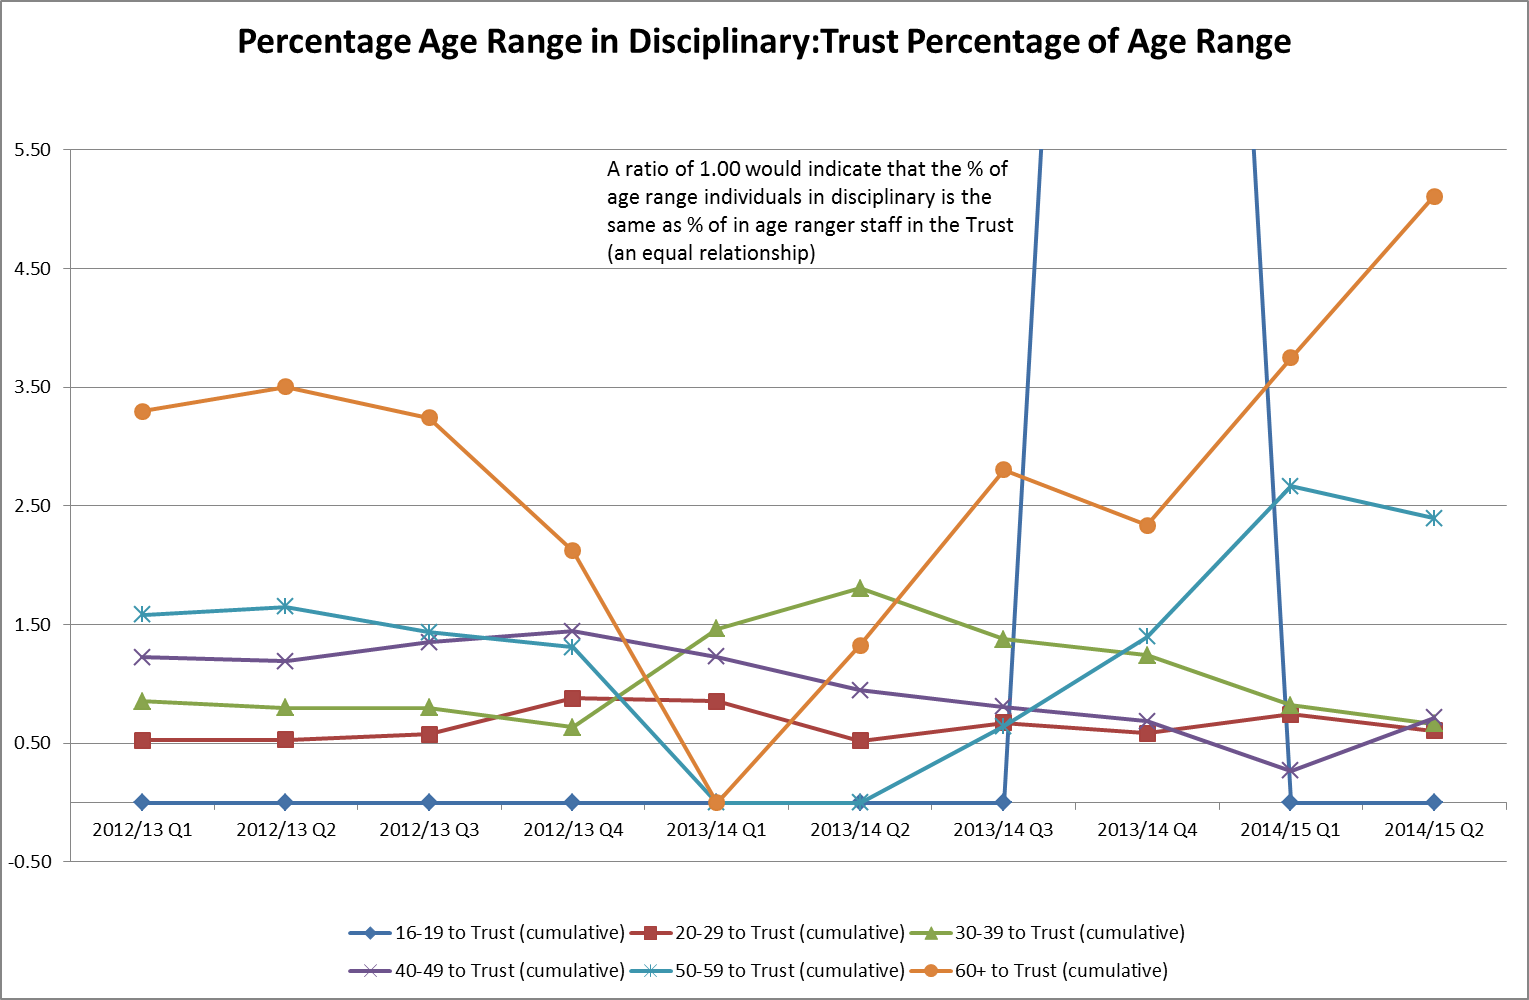 Percentage Age Range in Disciplinary:Trust Percentage of Age Range
5.50
A ratio of 1.00 would indicate that the % of
age range individuals in disciplinary is the
same as % of in age ranger staff in the Trust
(an equal relationship)
4.50
3.50
2.50
1.50
0.50
2012/13 Q1 2012/13 Q2 2012/13 Q3 2012/13 Q4 2013/14 Q1 2013/14 Q2 2013/14 Q3 2013/14 Q4 2014/15 Q1 2014/15 Q2
-0.50
16-19 to Trust (cumulative) 20-29 to Trust (cumulative) 30-39 to Trust (cumulative)
40-49 to Trust (cumulative) 50-59 to Trust (cumulative) 60+ to Trust (cumulative)